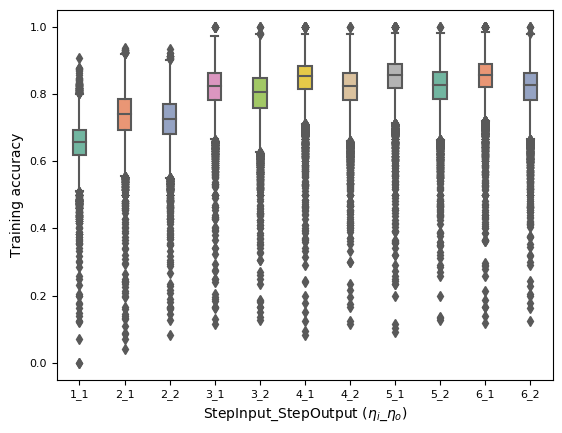 1.0
0.8
0.6
0.4
0.2
0.0
Training accuracy
1_1 2_1 2_2 3_1 3_2 4_1 4_2 5_1 5_2 6_1 6_2
StepInput_StepOutput (ηi_ηo)